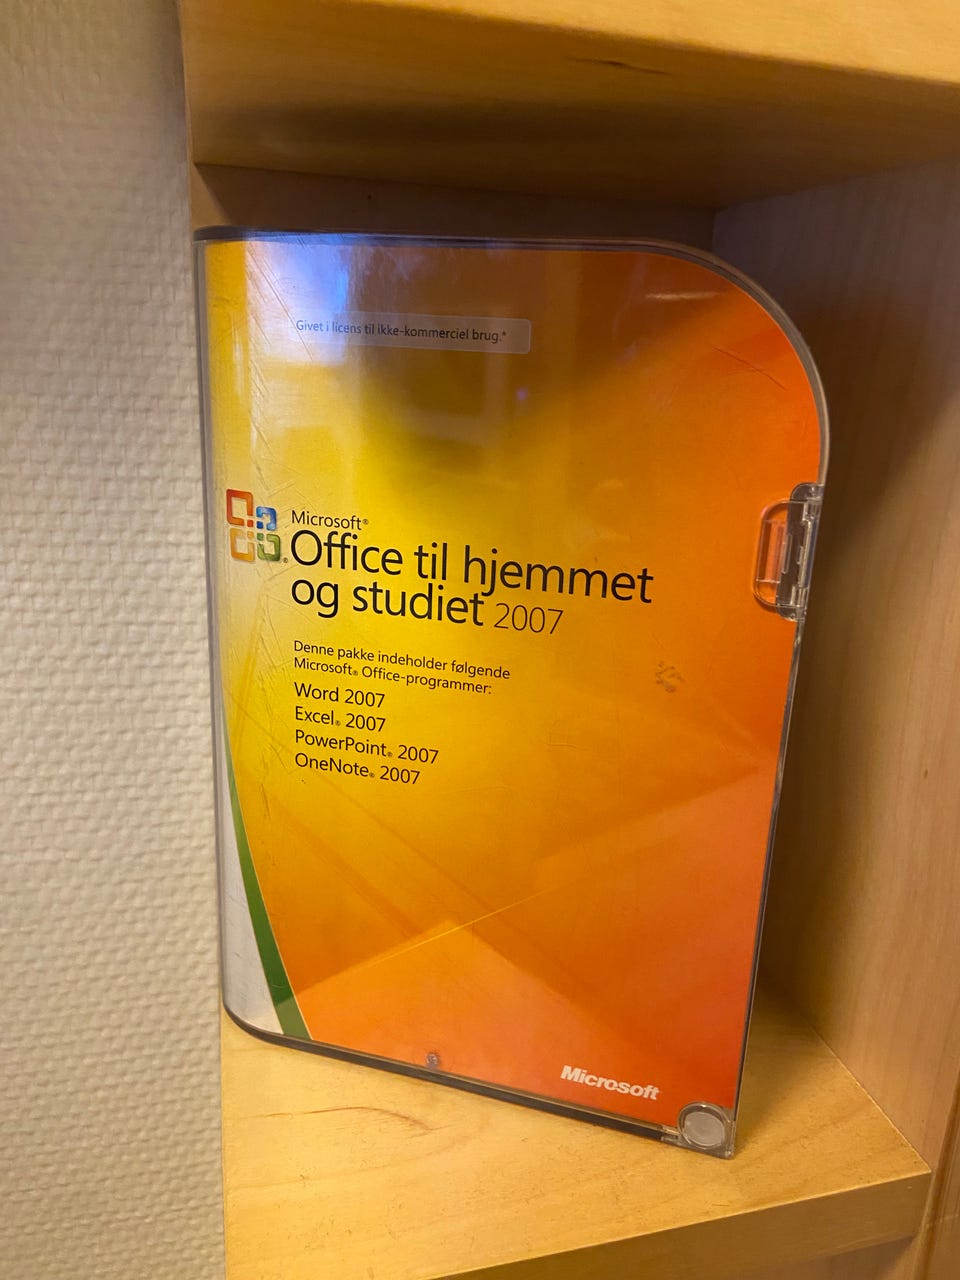 Givet i licens til ikke-kommerciel brug.*
Microsoft®
Office til hjemmet
og studiet 2007
Denne pakke indeholder følgende
Microsoft® Office-programmer:
Word 2007
Excel® 2007
PowerPoint® 2007
OneNote® 2007
Microsoft